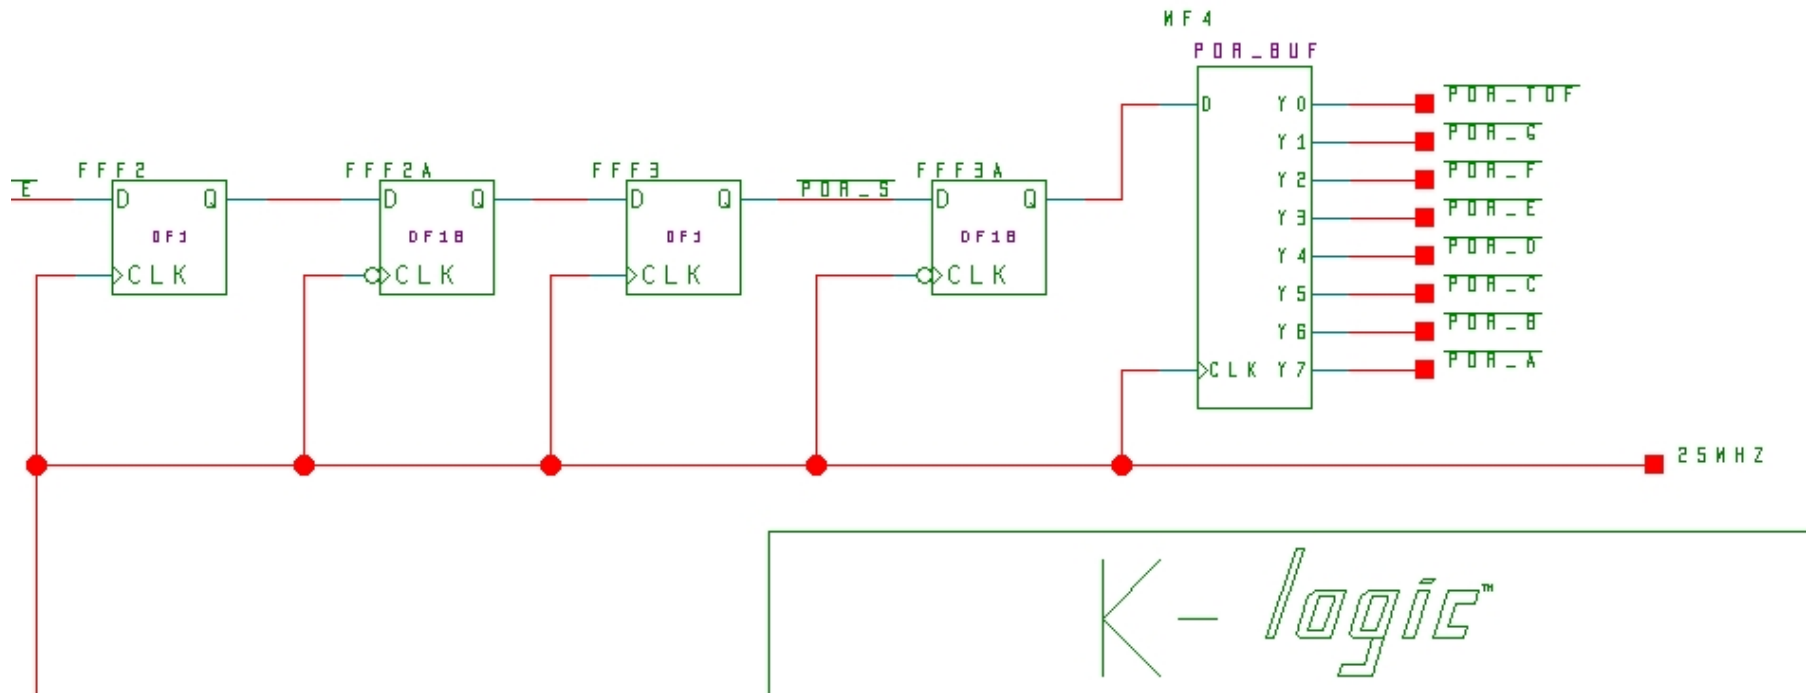 MF4
POR_BUF
D Y0 POR_TOF
Y1 POR_G
FFF2 FFF2A FFF3 FFF3A Y2 POR_F
E D Q D Q D Q POR_S D Q Y3 POR_E
DF1 DF1B DF1 DF1B Y4 POR_D
CLK CLK CLK CLK Y5 POR_C
Y6 POR_B
CLK Y7 POR_A
25MHZ
K-logic™